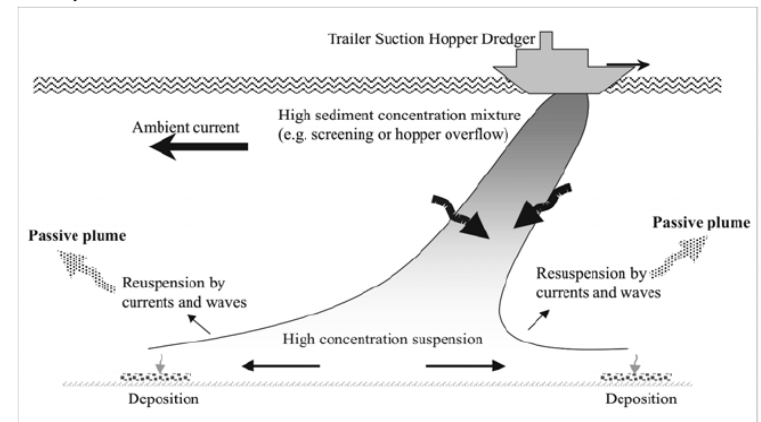 Trailer Suction Hopper Dredger
High sediment concentration mixture
(e.g. screening or hopper overflow)
Ambient current
Passive plume
Passive plume
Reuspension by
currents and waves
Resuspension by
currents and waves
High concentration suspension
Deposition
Deposition